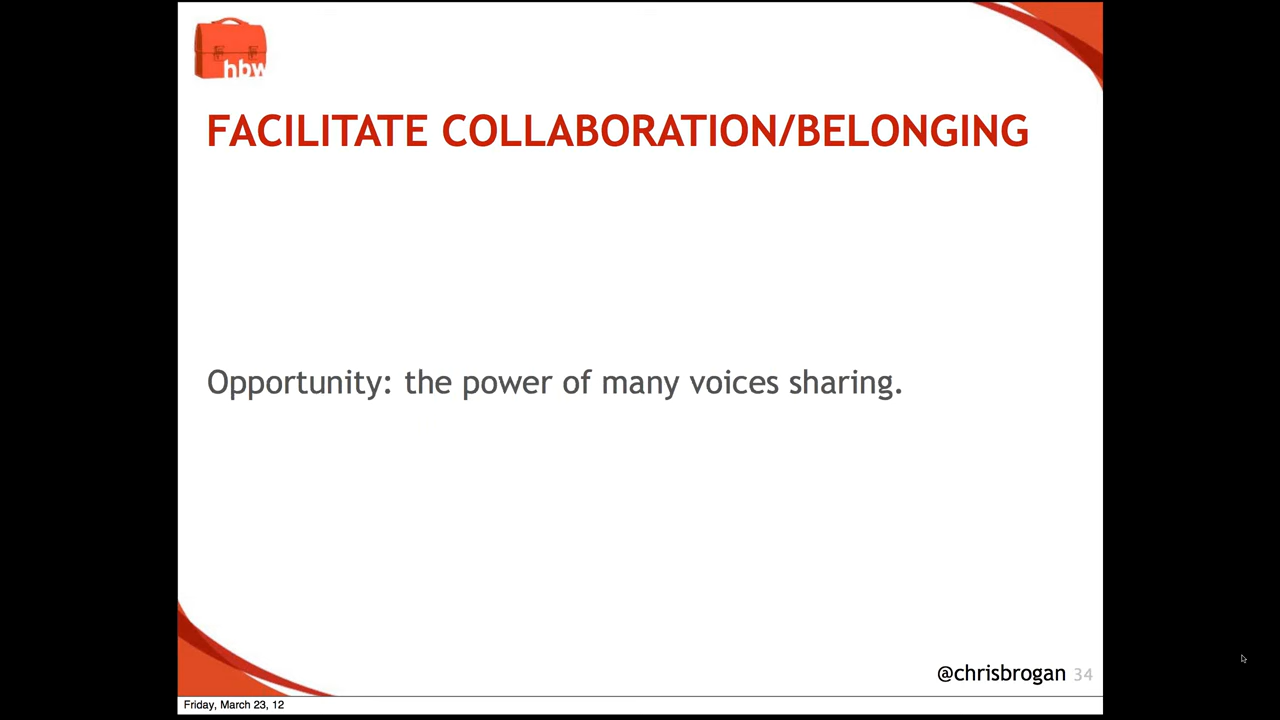 hbw
FACILITATE COLLABORATION/BELONGING
Opportunity: the power of many voices sharing.
@chrisbrogan 34
Friday, March 23, 12